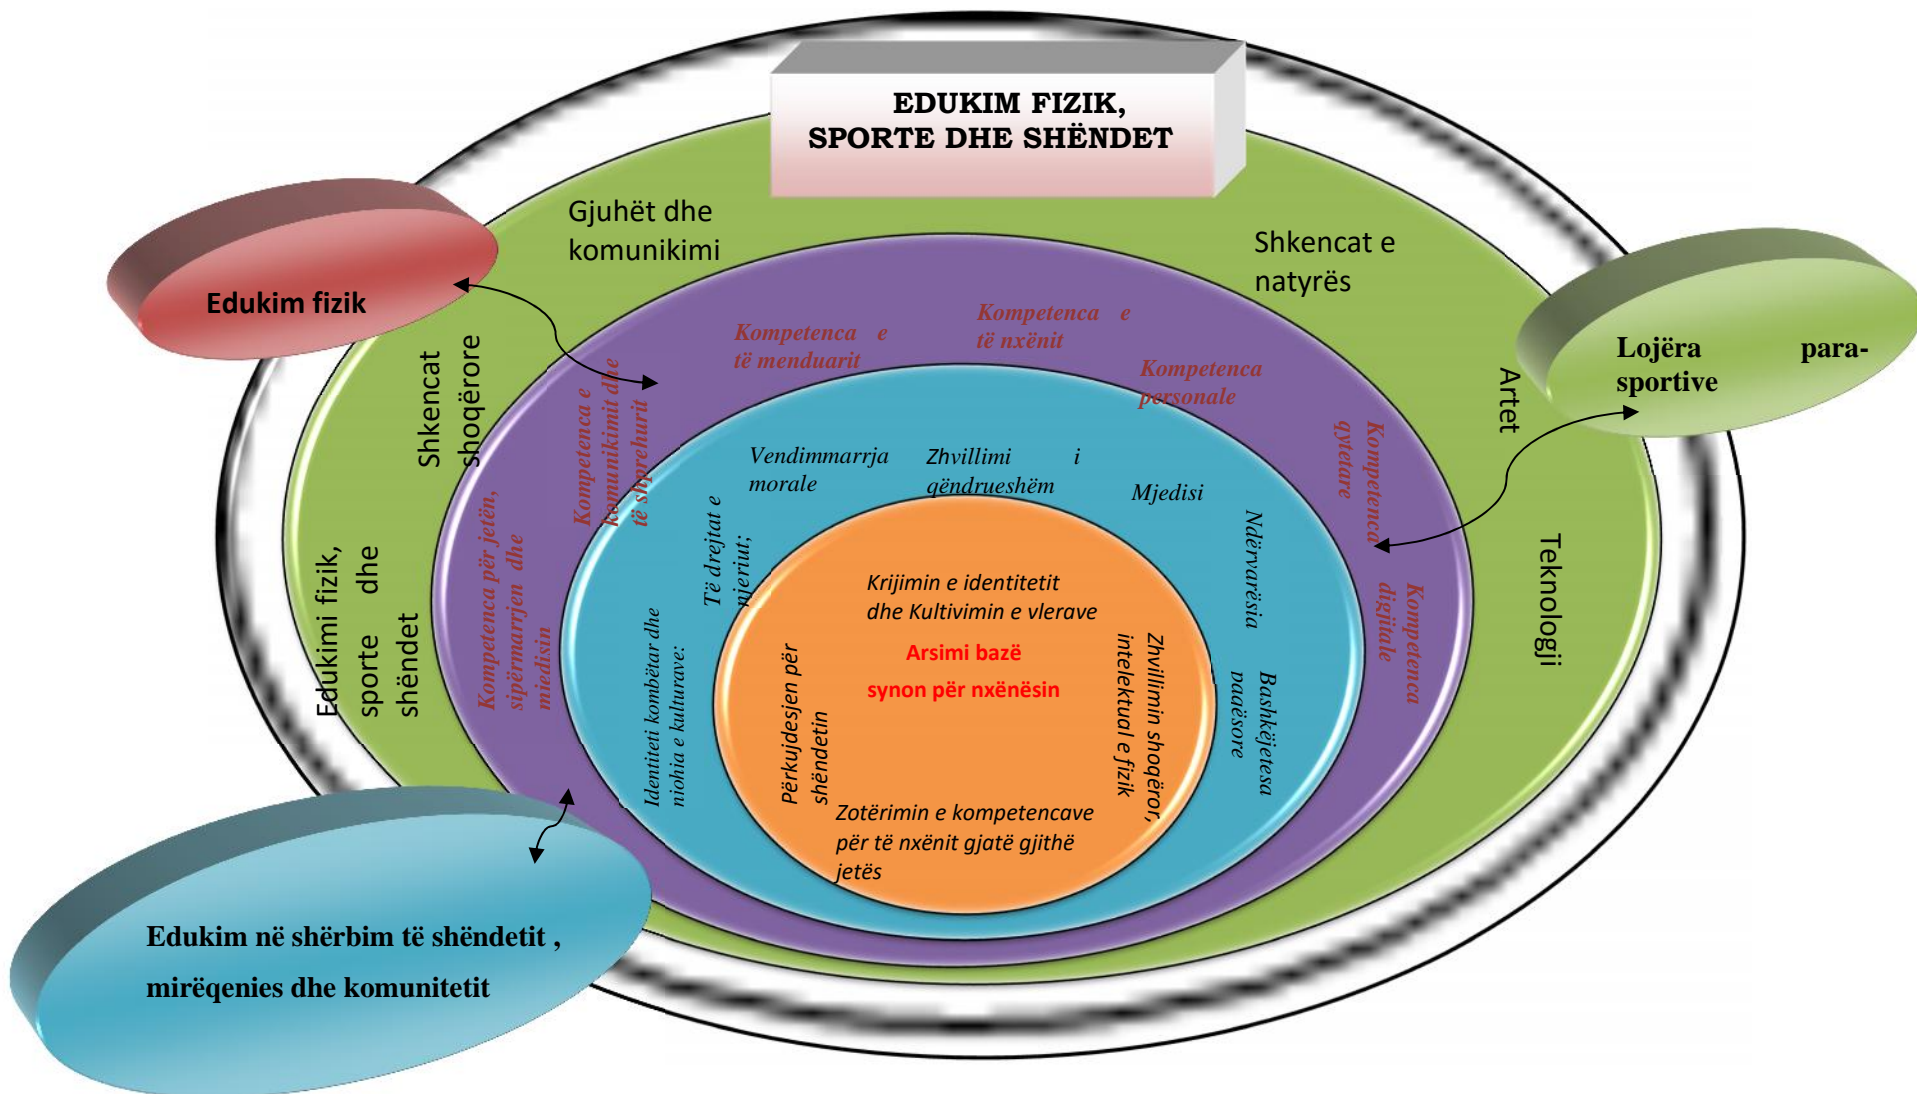 EDUKIM FIZIK,
SPORTE DHE SHËNDET
Gjuhët dhe
komunikimi
Shkencat e
natyrës
Edukim fizik
Lojëra para-
sportive
Shkencat
shoqërore
Artet
Edukimi fizik,
sporte dhe
shëndet
Teknologji
Kompetenca e
të menduarit
Kompetenca e
të nxënit
Kompetenca
personale
Kompetenca e
komunikimit dhe
të shprehurit
Kompetenca
qytetare
Kompetenca për jetën,
sipërmarrjen dhe
mjedisin
Kompetenca
digjitale
Vendimmarrja
morale
Zhvillimi i
qëndrueshëm
Mjedisi
Të drejtat e
njeriut;
Ndërvarësia
Identiteti kombëtar dhe
njohja e kulturave:
Bashkëjetesa
paqësore
Krijimin e identitetit
dhe Kultivimin e vlerave
Arsimi bazë
synon për nxënësin
Përkujdesjen për
shëndetin
Zhvillimin shoqëror,
intelektual e fizik
Zotërimin e kompetencave
për të nxënit gjatë gjithë
jetës
Edukim në shërbim të shëndetit ,
mirëqenies dhe komunitetit